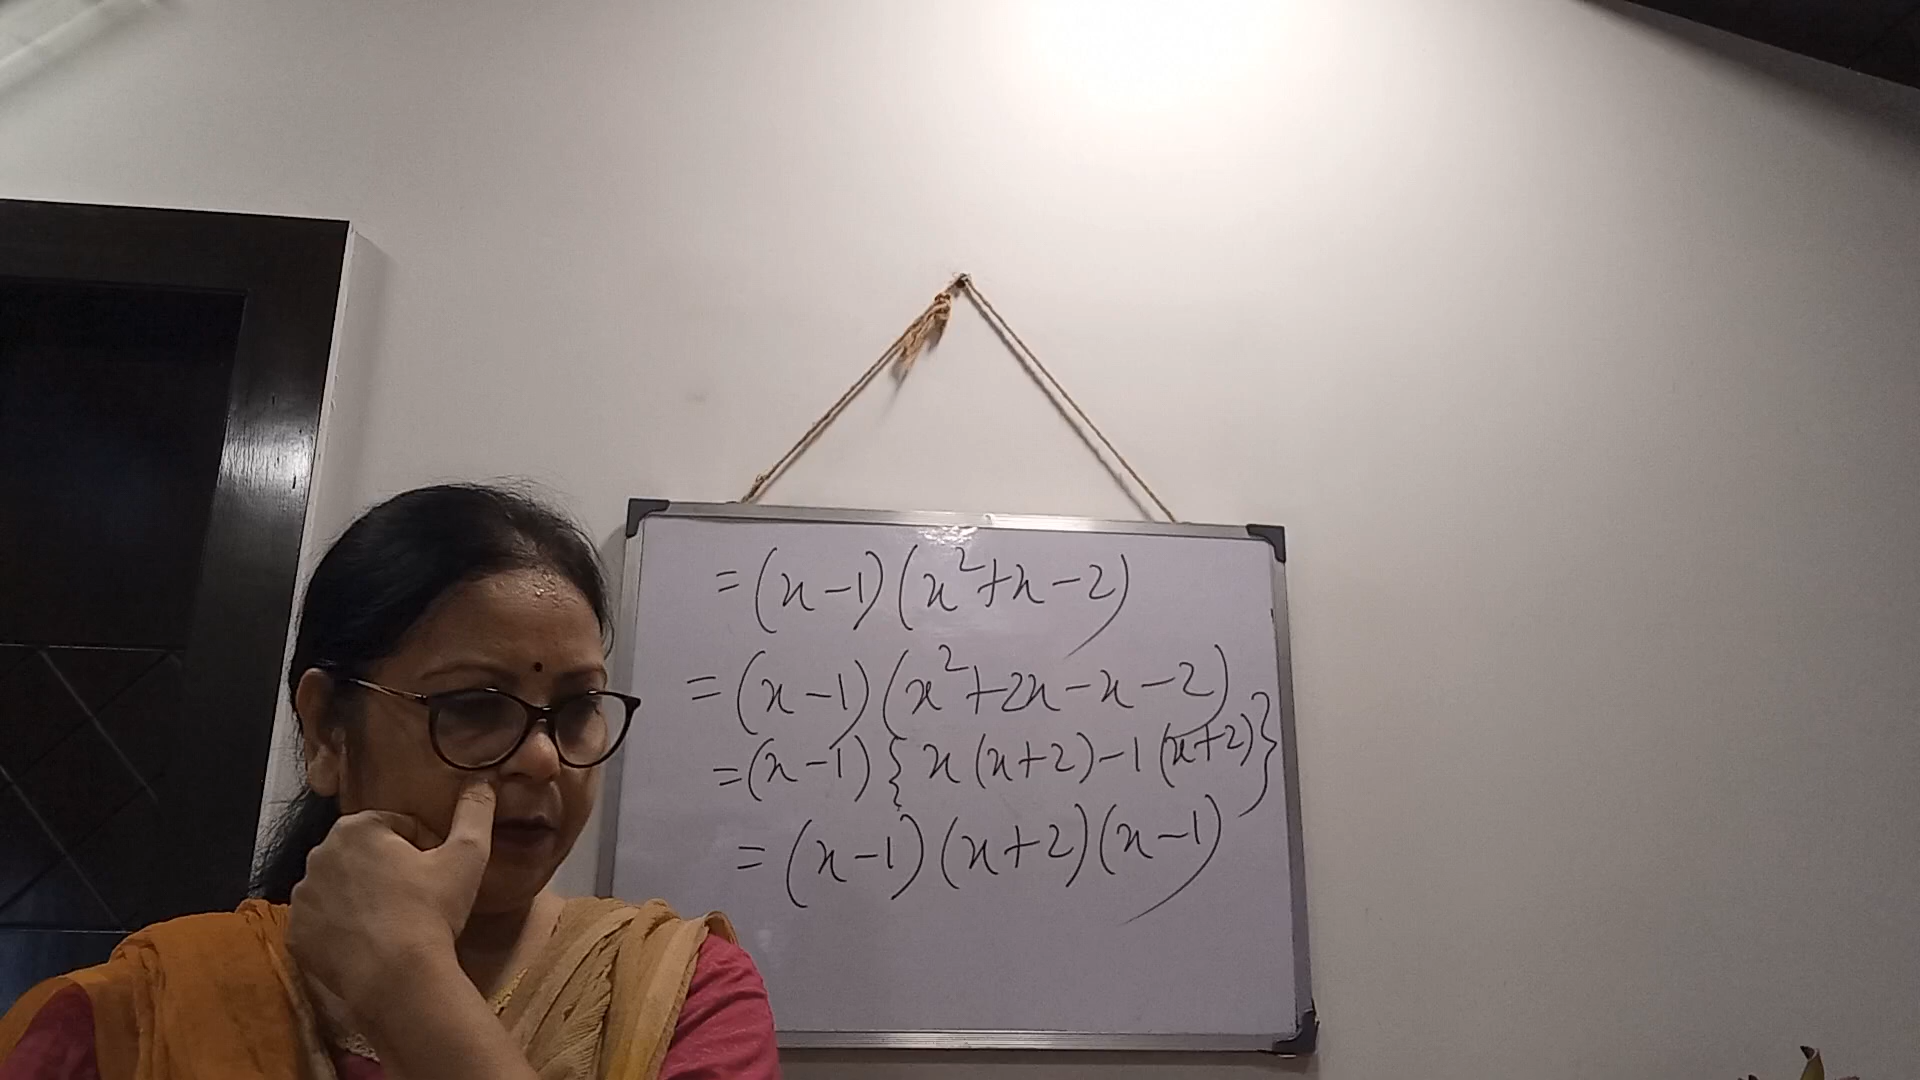 = (x-1)(x²+x-2)
= (x-1)(x²+2x-x-2)
= (x-1){x(x+2)-1(x+2)}
= (x-1)(x+2)(x-1)